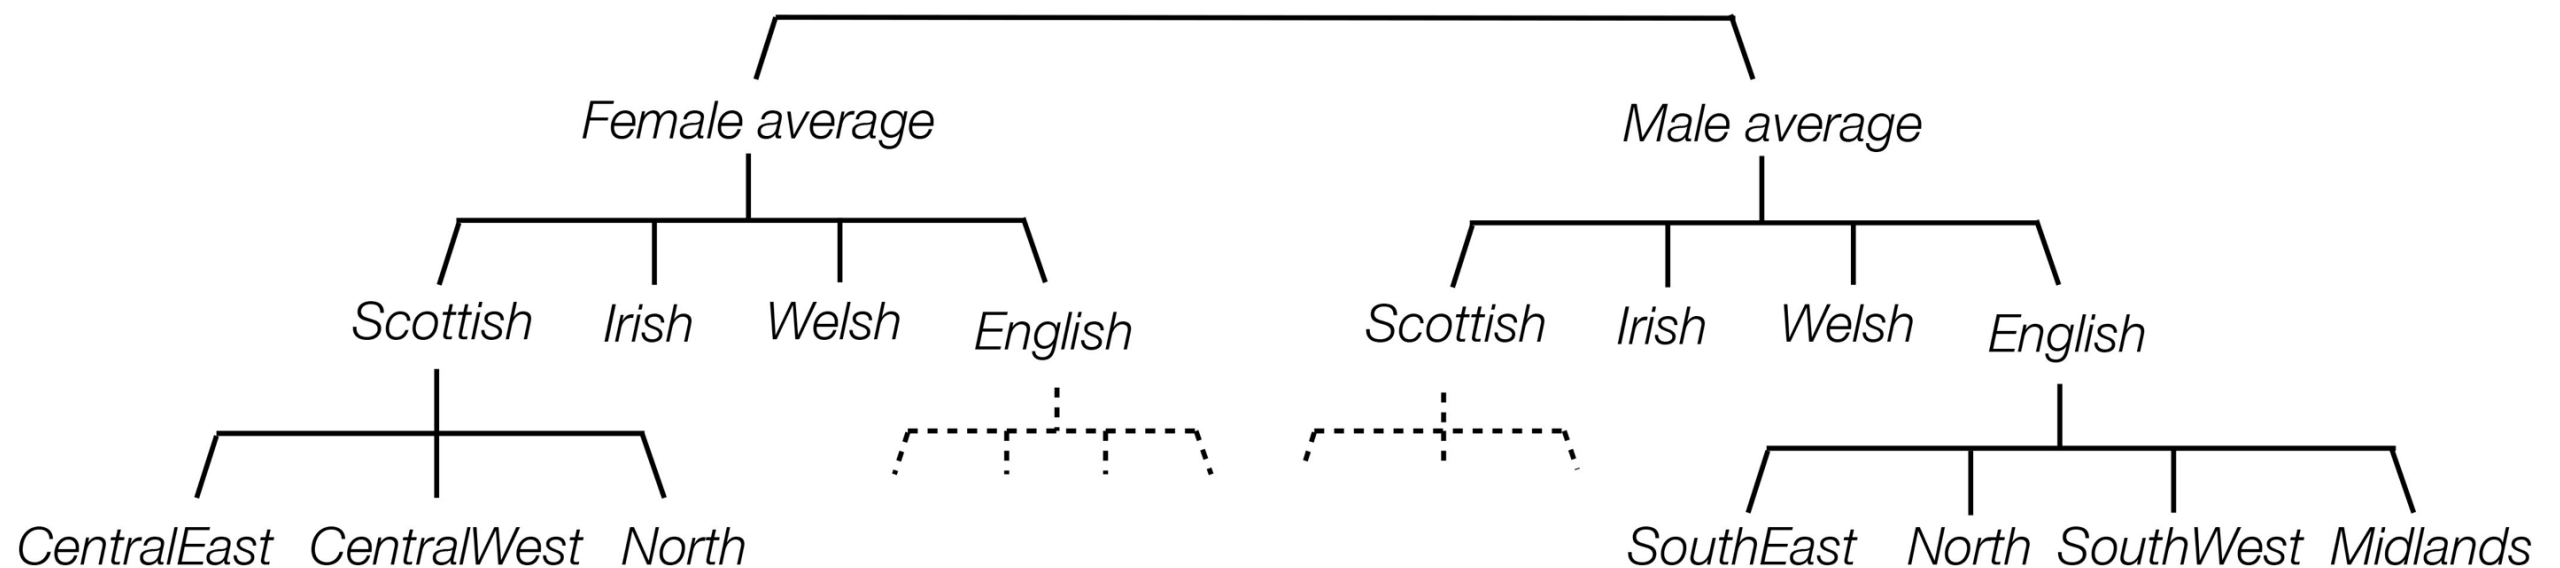 Female average Male average
Scottish Irish Welsh English Scottish Irish Welsh English
CentralEast CentralWest North SouthEast North SouthWest Midlands